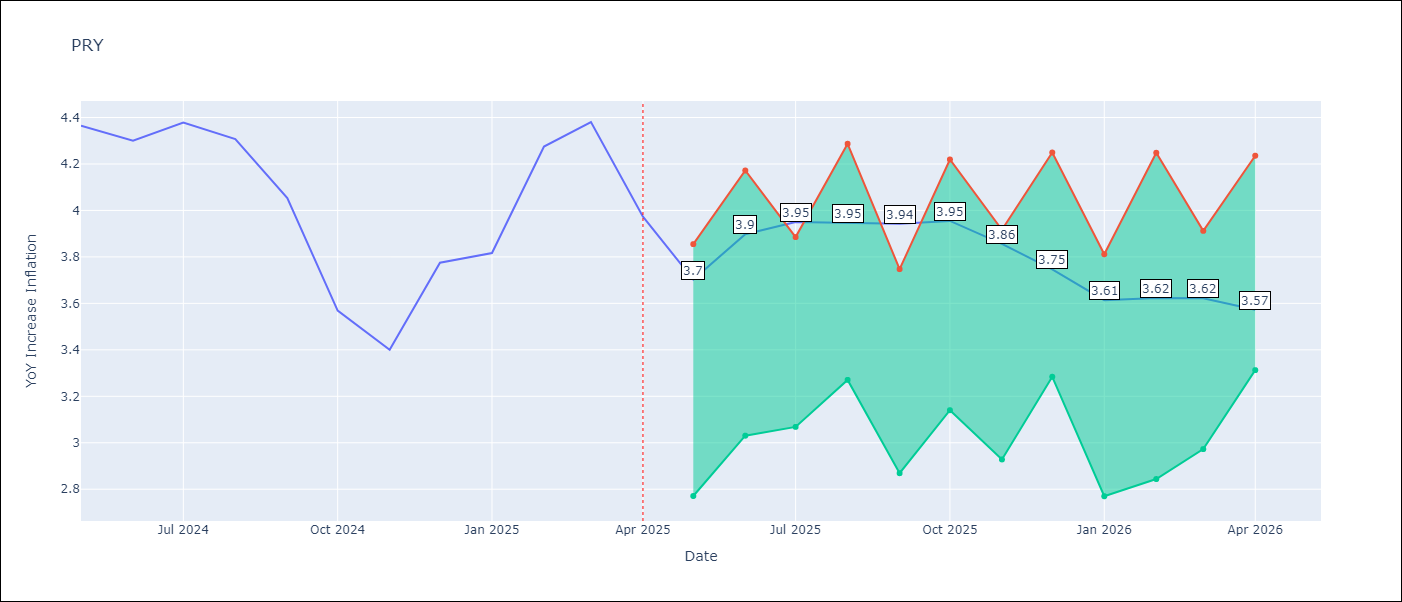 PRY
4.4
4.2
4
3.8
3.6
3.4
3.2
3
2.8
YoY Increase Inflation
3.7
3.9
3.95
3.95
3.94
3.95
3.86
3.75
3.61
3.62
3.62
3.57
Jul 2024
Oct 2024
Jan 2025
Apr 2025
Jul 2025
Oct 2025
Jan 2026
Apr 2026
Date